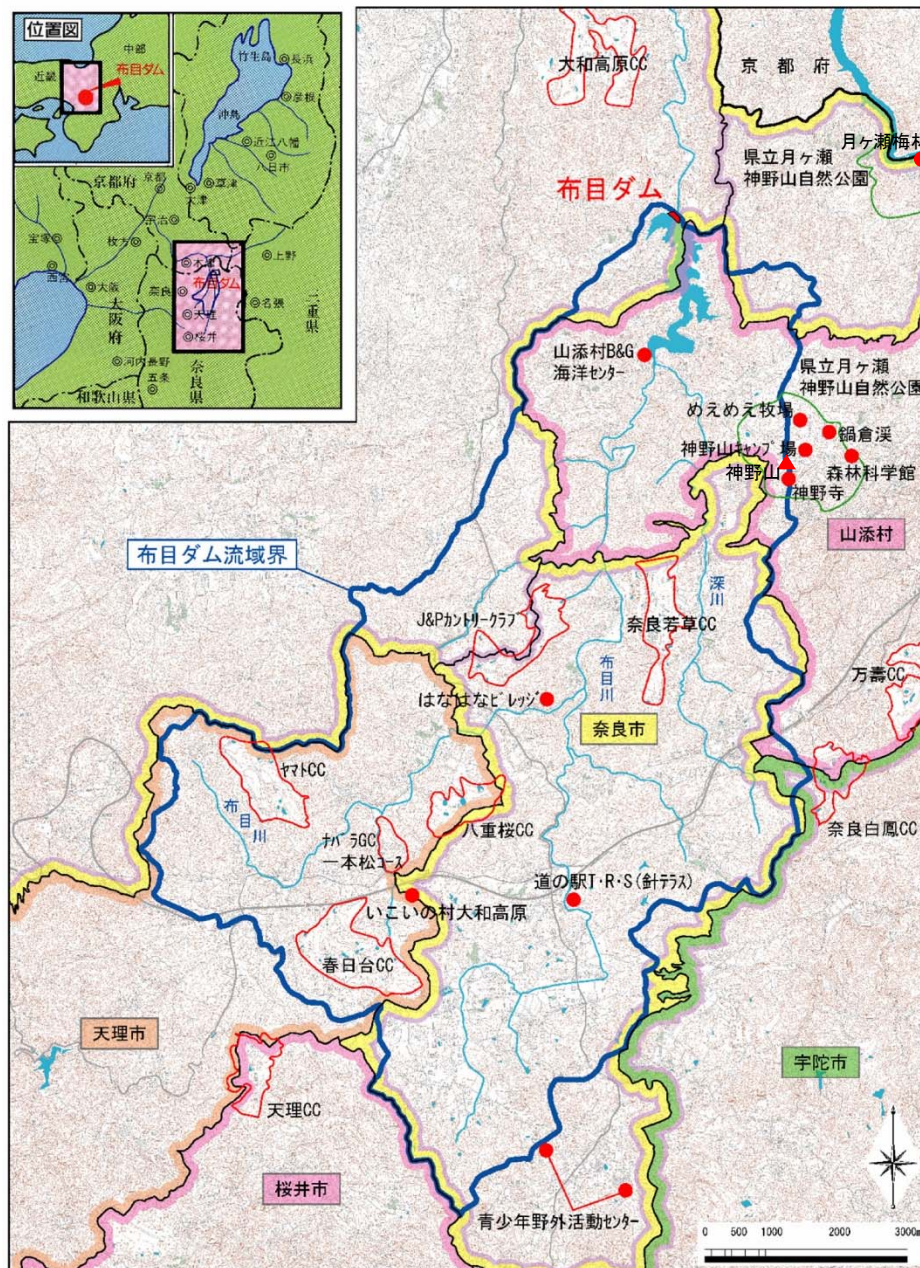 位置図
中部
近畿
布目ダム
竹生島
長浜
沖島
彦根
近江八幡
八日市
京都府
京都
草津
大津
宇治
宝塚
枚方
上野
西宮
木津
大阪
奈良
布目ダム
名張
天理
三重県
大阪府
桜井
河内長野
五条
奈良県
和歌山県
大和高原CC
京都府
月ヶ瀬梅林
県立月ヶ瀬
神野山自然公園
布目ダム
山添村B&G
海洋センター
県立月ヶ瀬
神野山自然公園
めえめえ牧場
鍋倉渓
神野山キャンプ場
神野山
森林科学館
神野寺
山添村
布目ダム流域界
深川
J&Pカントリークラブ
奈良若草CC
布目川
万壽CC
はなはなビレッジ
奈良市
ヤマトCC
布目川
八重桜CC
奈良白鳳CC
ナパラGC
一本松コース
道の駅T・R・S(針テラス)
いこいの村大和高原
春日台CC
天理市
宇陀市
天理CC
桜井市
青少年野外活動センター
0 500 1000 2000 3000m